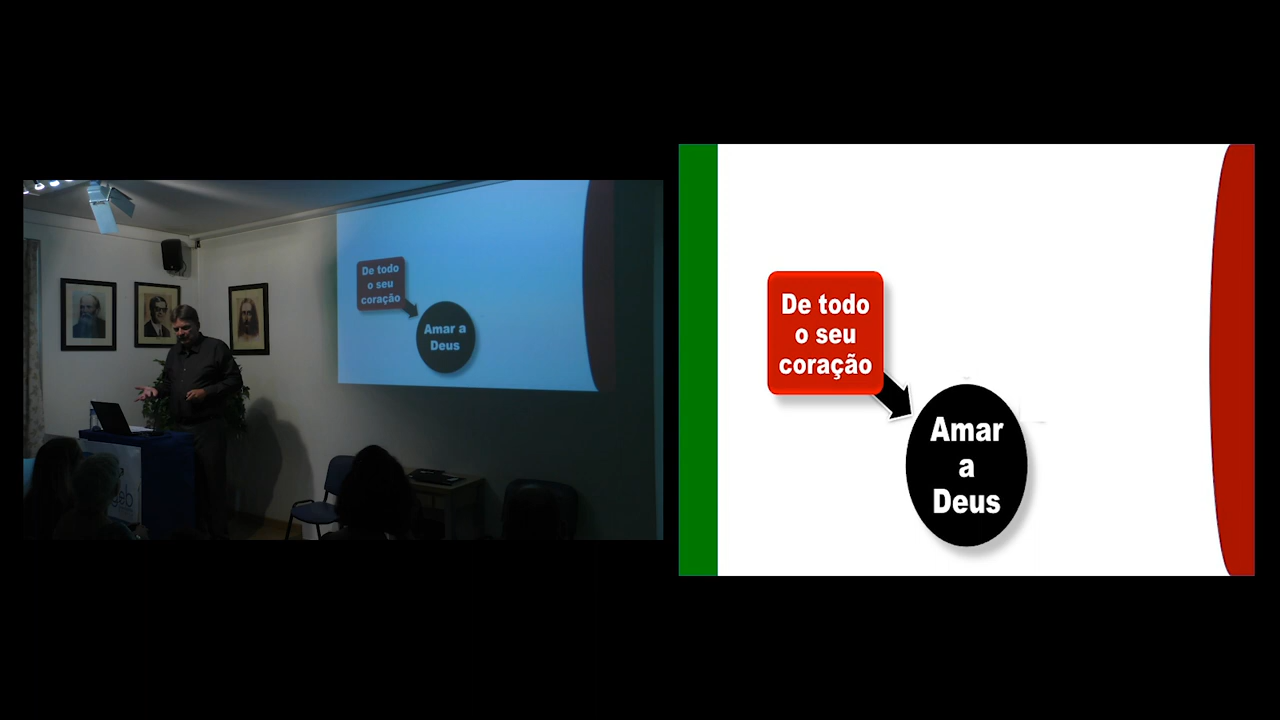 De todo
o seu
coração
Amar a
Deus
De todo
o seu
coração
Amar
a
Deus